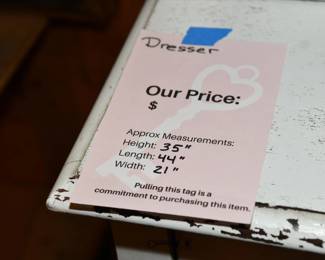 Dresser
Our Price:
$
Approx Measurements:
Height: 35"
Length: 44"
Width: 21"
Pulling this tag is a
commitment to purchasing this item.